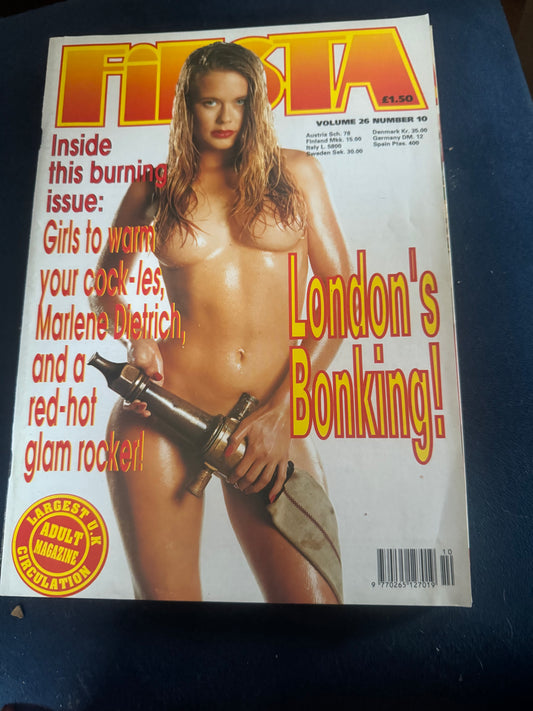 FiESTA
£1.50
VOLUME 26 NUMBER 10
Austria Sch. 78
Finland Mkk. 15.00
Italy L. 5800
Sweden Sek. 30.00
Denmark Kr. 35.00
Germany DM. 12
Spain Ptas. 400
Inside
this burning
issue:
Girls to warm
your cock-les,
Marlene Dietrich,
and a
red-hot
glam rocker!
London's
Bonking!
LARGEST U.K
ADULT
MAGAZINE
CIRCULATION
10
9 770265 127019